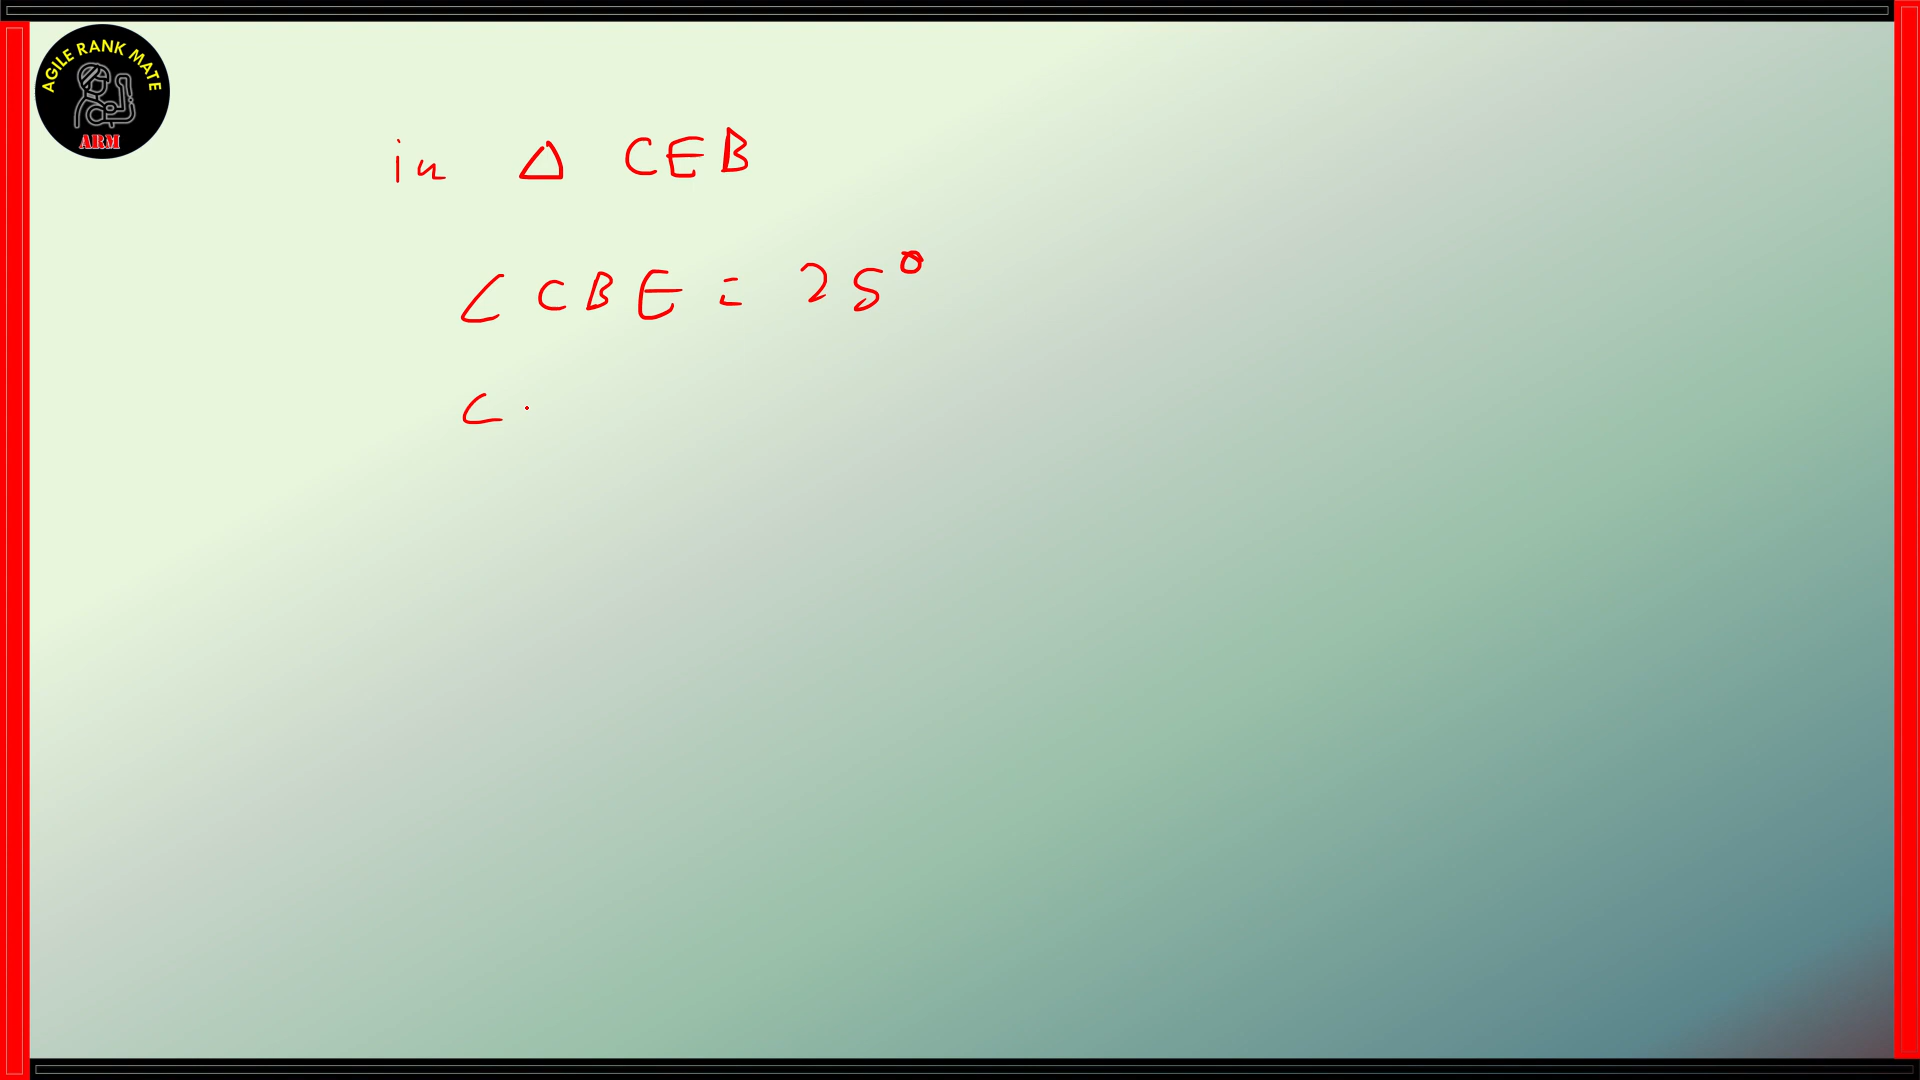 AGILE RANK MATE
ARM
in Δ CEB
∠CBE = 25°
∠